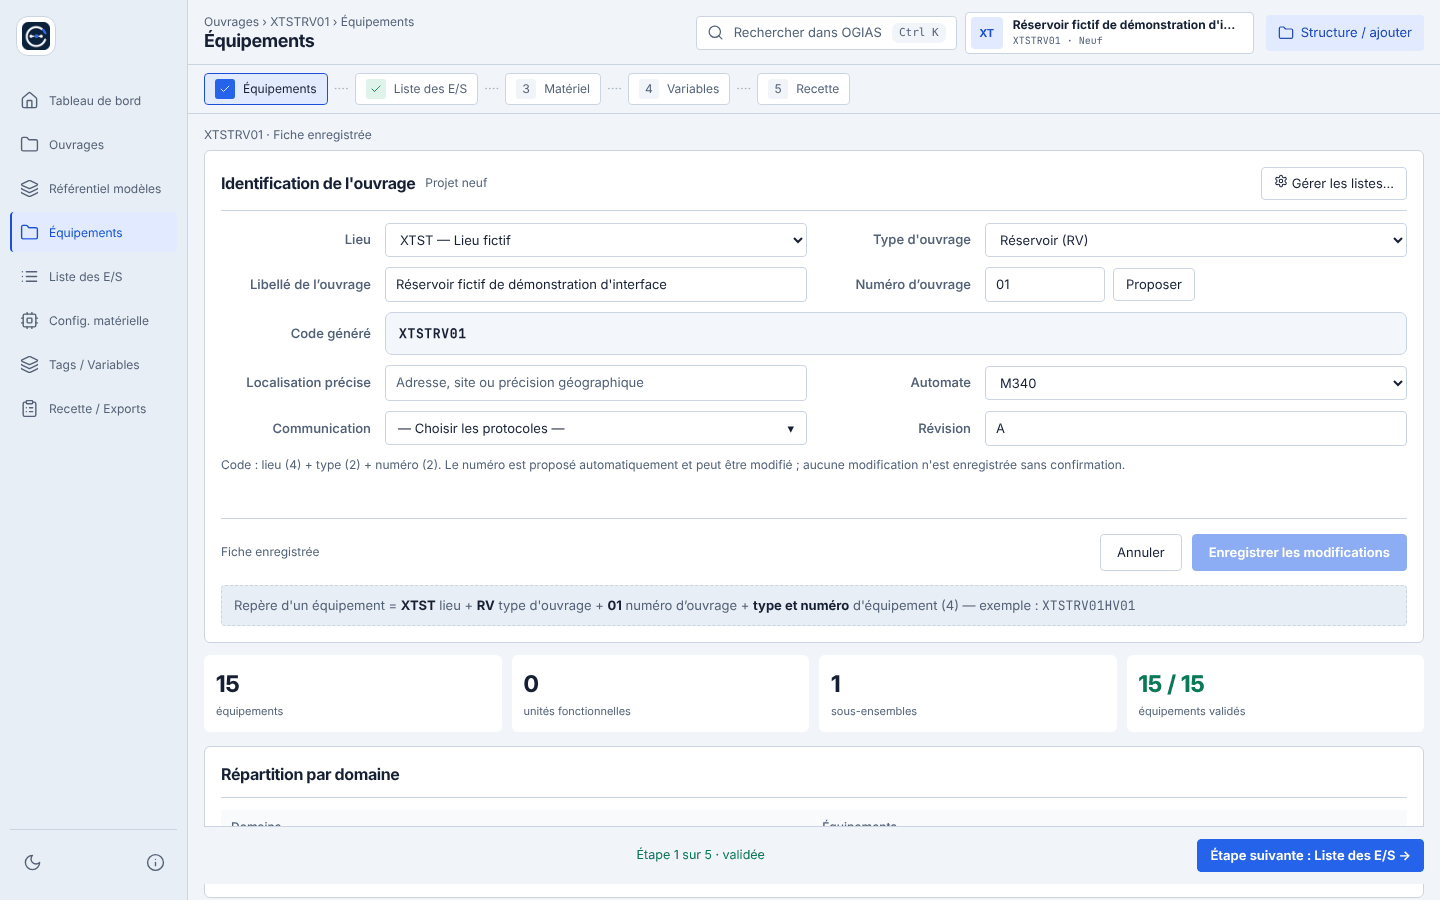 Ouvrages › XTSTRV01 › Équipements
Équipements
Rechercher dans OGIAS Ctrl K
XT
Réservoir fictif de démonstration d'i...
XTSTRV01 · Neuf
Structure / ajouter
Tableau de bord
Ouvrages
Référentiel modèles
Équipements
Liste des E/S
Config. matérielle
Tags / Variables
Recette / Exports
Équipements
Liste des E/S
3 Matériel
4 Variables
5 Recette
XTSTRV01 · Fiche enregistrée
Identification de l'ouvrage Projet neuf
Gérer les listes...
Lieu XTST — Lieu fictif
Type d'ouvrage Réservoir (RV)
Libellé de l’ouvrage Réservoir fictif de démonstration d'interface
Numéro d’ouvrage 01 Proposer
Code généré XTSTRV01
Localisation précise Adresse, site ou précision géographique
Automate M340
Communication — Choisir les protocoles —
Révision A
Code : lieu (4) + type (2) + numéro (2). Le numéro est proposé automatiquement et peut être modifié ; aucune modification n'est enregistrée sans confirmation.
Fiche enregistrée
Annuler
Enregistrer les modifications
Repère d'un équipement = XTST lieu + RV type d'ouvrage + 01 numéro d’ouvrage + type et numéro d'équipement (4) — exemple : XTSTRV01HV01
15
équipements
0
unités fonctionnelles
1
sous-ensembles
15 / 15
équipements validés
Répartition par domaine
Domaine Équipements
Étape 1 sur 5 · validée
Étape suivante : Liste des E/S →